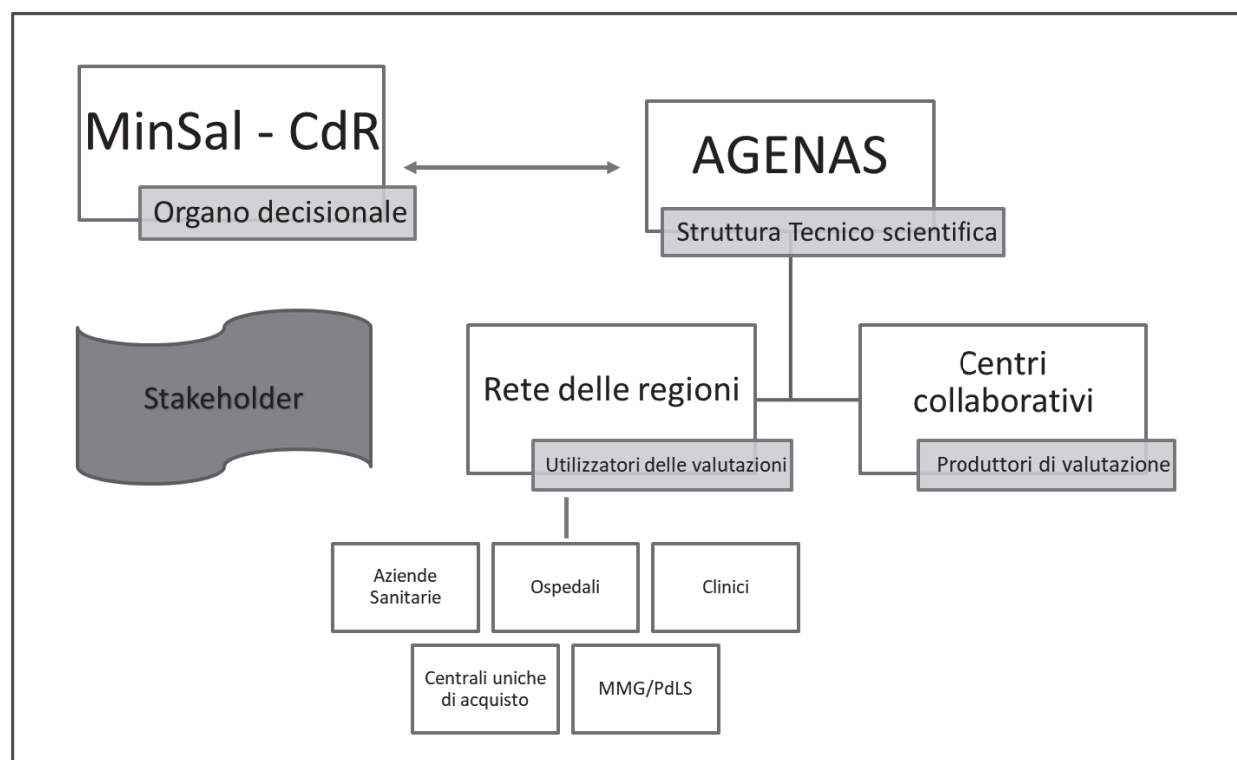 MinSal - CdR
Organo decisionale
AGENAS
Struttura Tecnico scientifica
Stakeholder
Rete delle regioni
Utilizzatori delle valutazioni
Centri
collaborativi
Produttori di valutazione
Aziende
Sanitarie
Ospedali
Clinici
Centrali uniche
di acquisto
MMG/PdLS